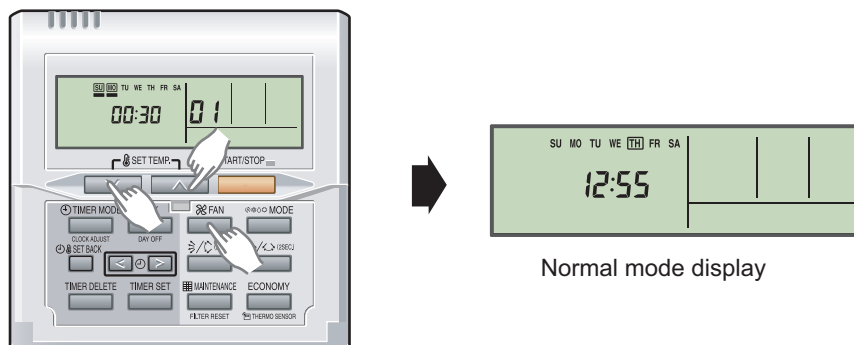 SU MO TU WE TH FR SA
00:30 01
SET TEMP. START/STOP
TIMER MODE FAN MODE
CLOCK ADJUST DAY OFF
SET BACK (2SEC)
TIMER DELETE TIMER SET MAINTENANCE ECONOMY
FILTER RESET THERMO SENSOR
SU MO TU WE TH FR SA
12:55
Normal mode display